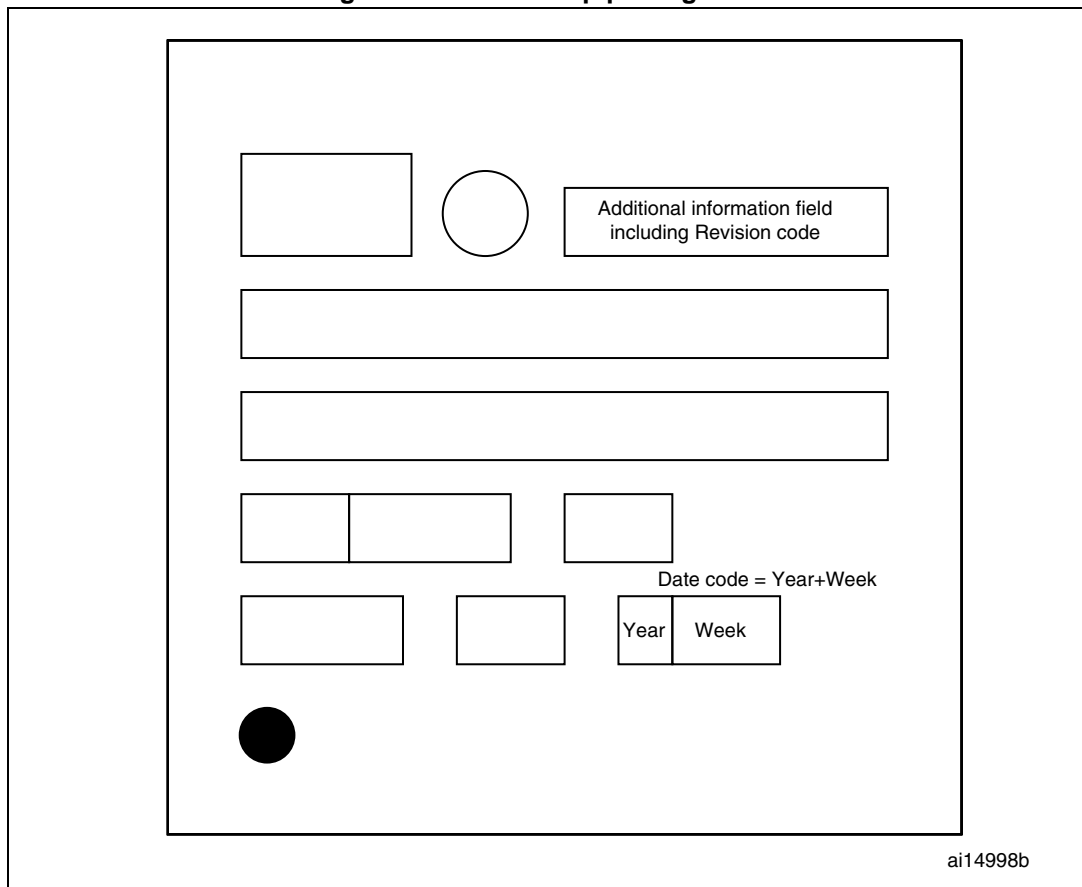 Additional information field
including Revision code
Date code = Year+Week
Year
Week
ai14998b